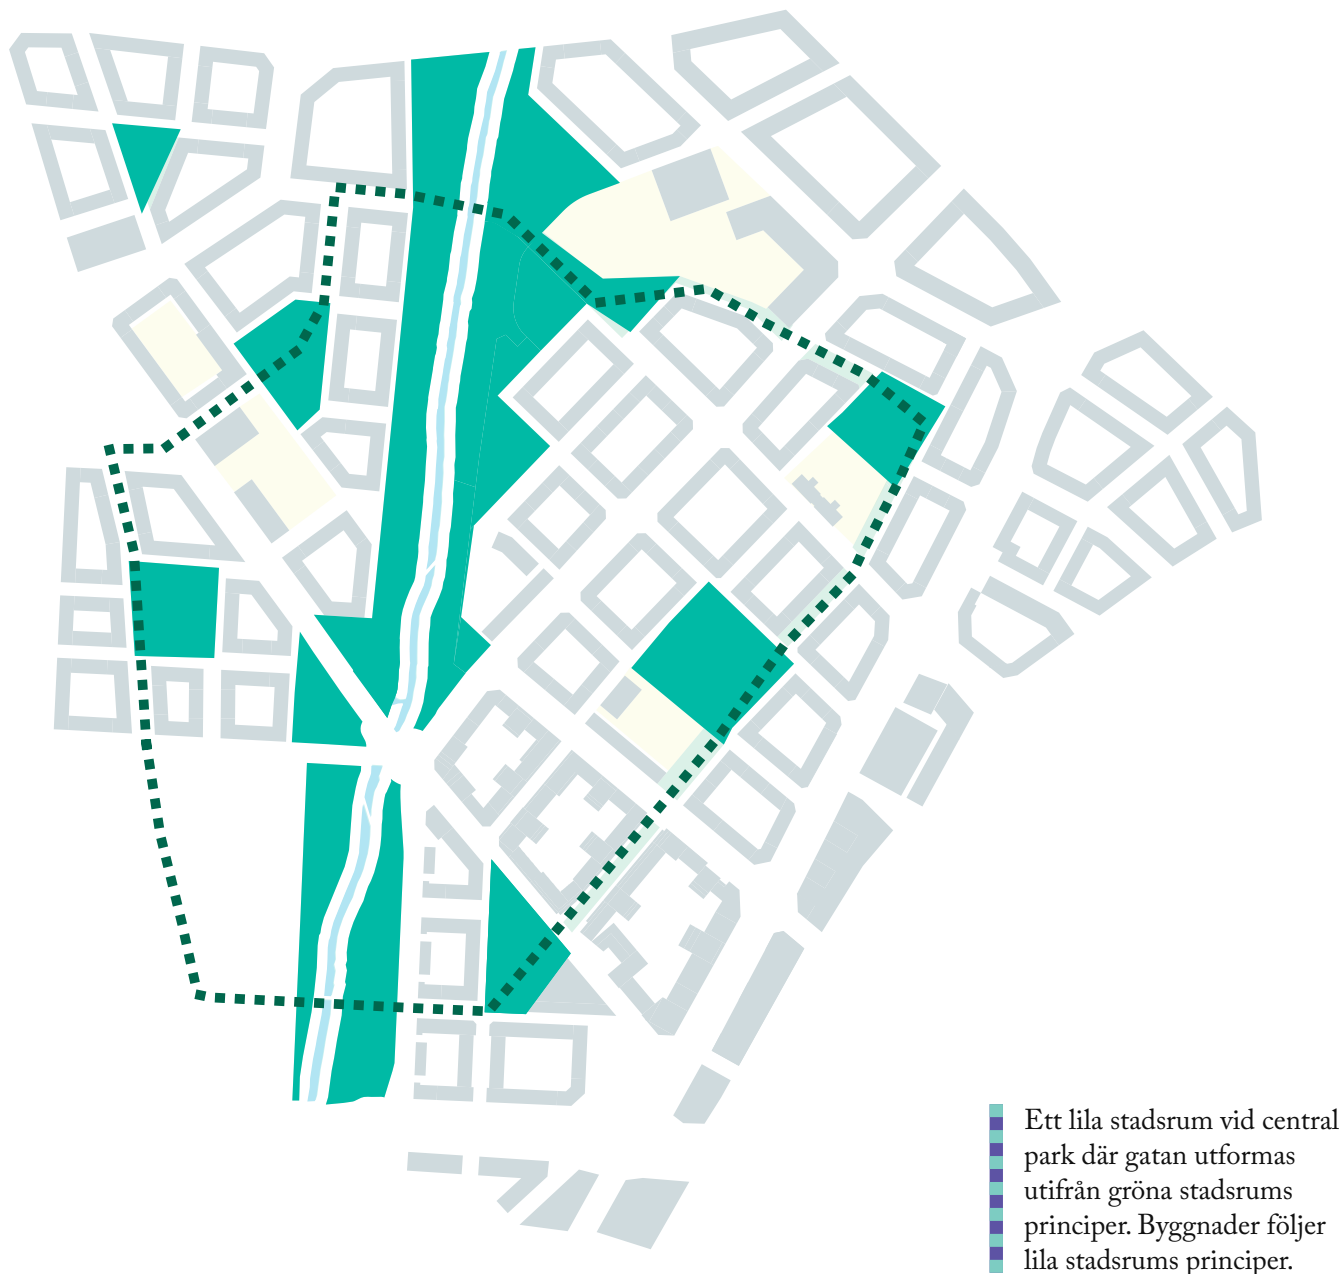 Ett lila stadsrum vid central
park där gatan utformas
utifrån gröna stadsrums
principer. Byggnader följer
lila stadsrums principer.